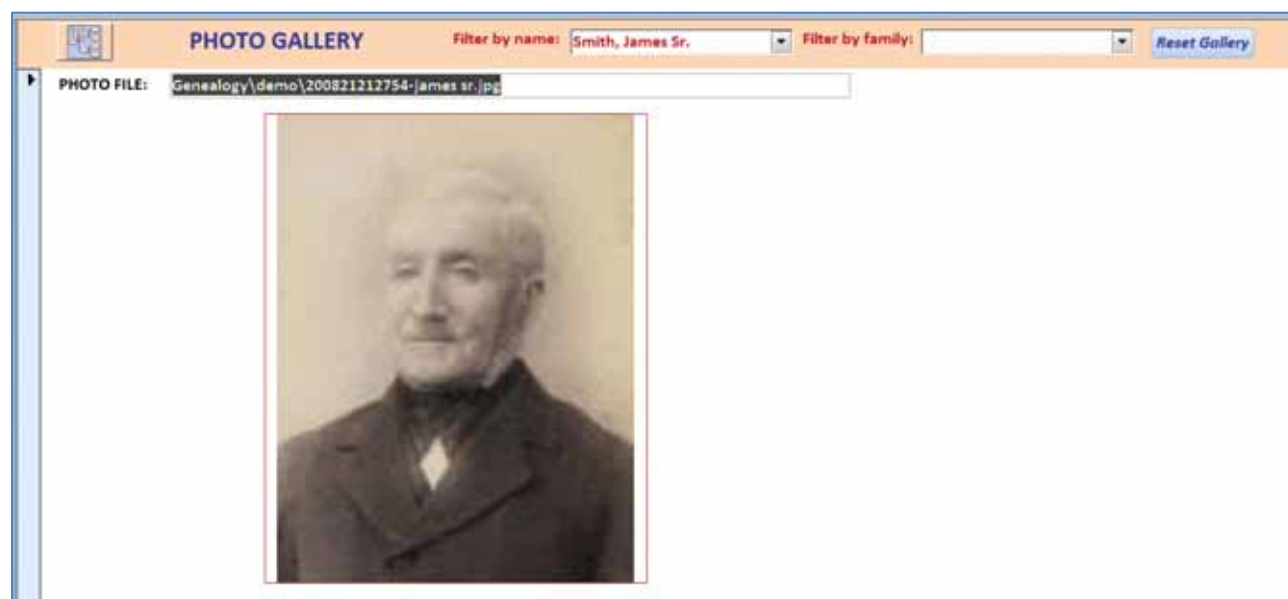 PHOTO GALLERY Filter by name: Smith, James Sr. Filter by family: Reset Gallery
PHOTO FILE: Genealogy\demo\200821212754-james sr.jpg